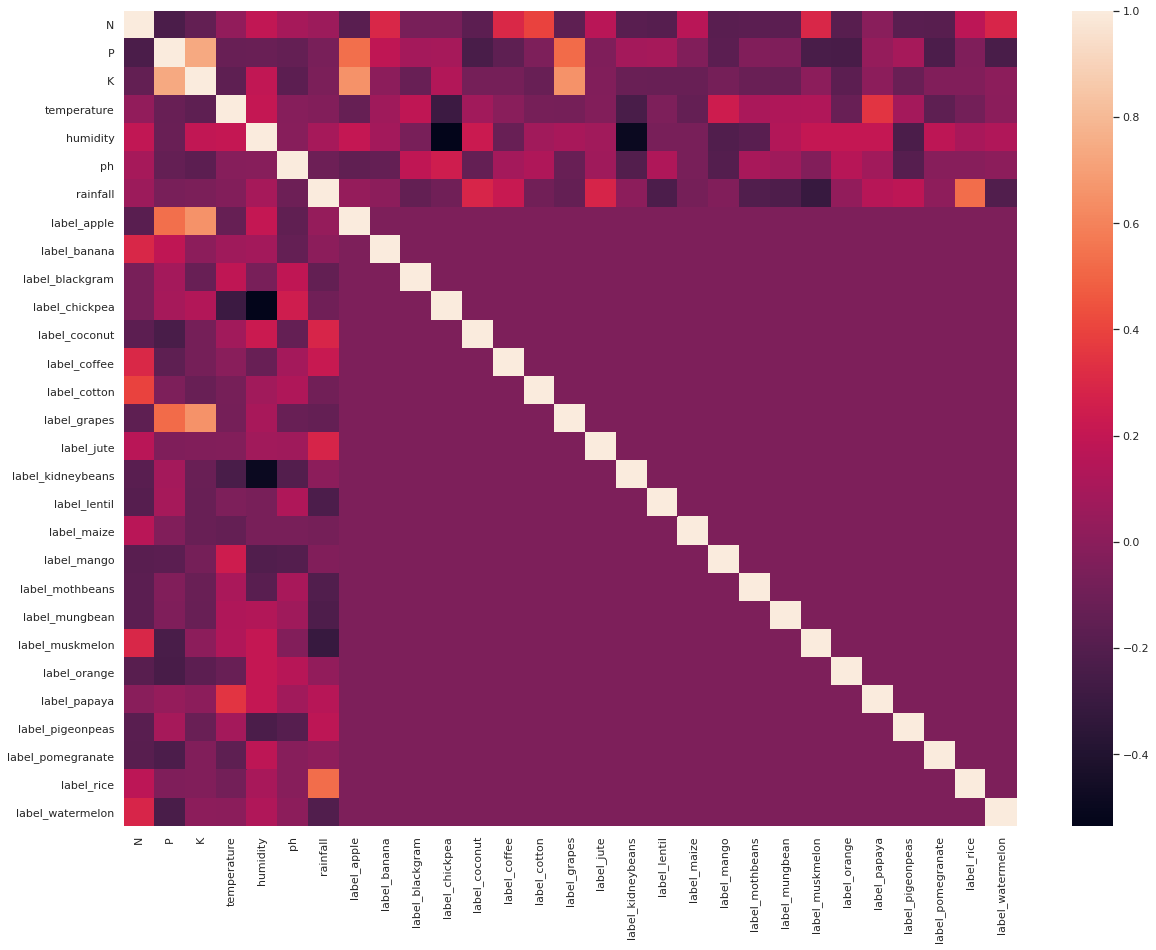 N
P
K
temperature
humidity
ph
rainfall
label_apple
label_banana
label_blackgram
label_chickpea
label_coconut
label_coffee
label_cotton
label_grapes
label_jute
label_kidneybeans
label_lentil
label_maize
label_mango
label_mothbeans
label_mungbean
label_muskmelon
label_orange
label_papaya
label_pigeonpeas
label_pomegranate
label_rice
label_watermelon
N
P
K
temperature
humidity
ph
rainfall
label_apple
label_banana
label_blackgram
label_chickpea
label_coconut
label_coffee
label_cotton
label_grapes
label_jute
label_kidneybeans
label_lentil
label_maize
label_mango
label_mothbeans
label_mungbean
label_muskmelon
label_orange
label_papaya
label_pigeonpeas
label_pomegranate
label_rice
label_watermelon
1.0
0.8
0.6
0.4
0.2
0.0
−0.2
−0.4